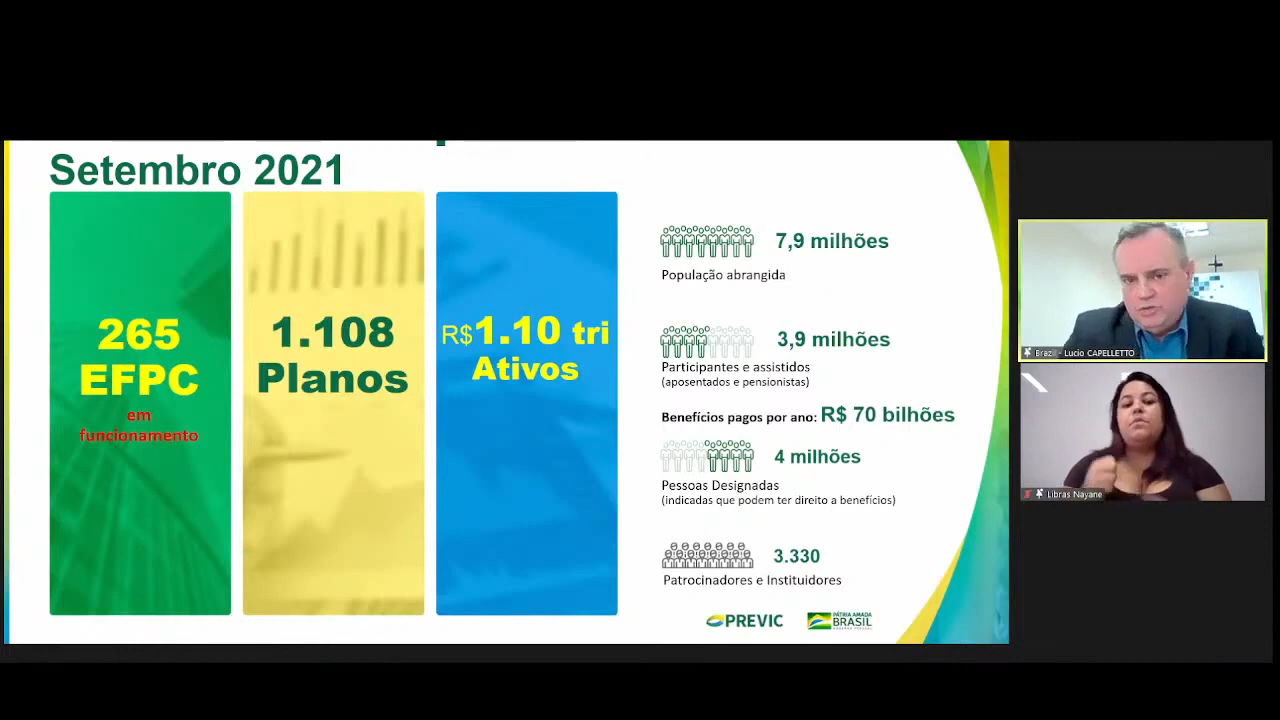 Setembro 2021
265
EFPC
em
funcionamento
1.108
Planos
R$1.10 tri
Ativos
7,9 milhões
População abrangida
3,9 milhões
Participantes e assistidos
(aposentados e pensionistas)
Benefícios pagos por ano: R$ 70 bilhões
4 milhões
Pessoas Designadas
(indicadas que podem ter direito a benefícios)
3.330
Patrocinadores e Instituidores
PREVIC
PÁTRIA AMADA
BRASIL
Brazil - Lucio CAPELLETTO
Libras Nayane